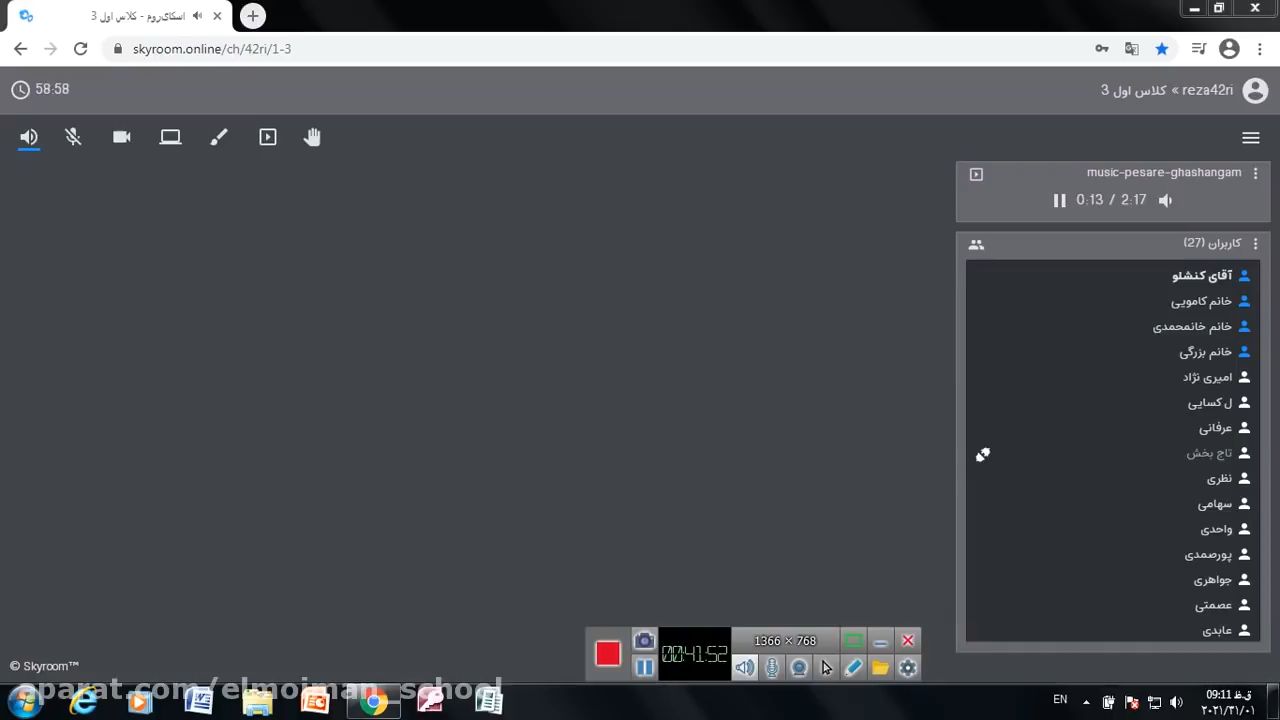 اسکای‌روم - کلاس اول 3
skyroom.online/ch/42ri/1-3
58:58
reza42ri » کلاس اول 3
music-pesare-ghashangam
0:13 / 2:17
کاربران (27)
آقای کنشلو
خانم کامویی
خانم خانمحمدی
خانم بزرگی
امیری نژاد
ل کسایی
عرفانی
تاج بخش
نظری
سهامی
واحدی
پورصمدی
جواهری
عصمتی
عابدی
00:41:52
1366 × 768
© Skyroom™
aparat.com/elmoiman_school
EN
09:11 ق.ظ
۲۰۲۱/۳۱/۰۱